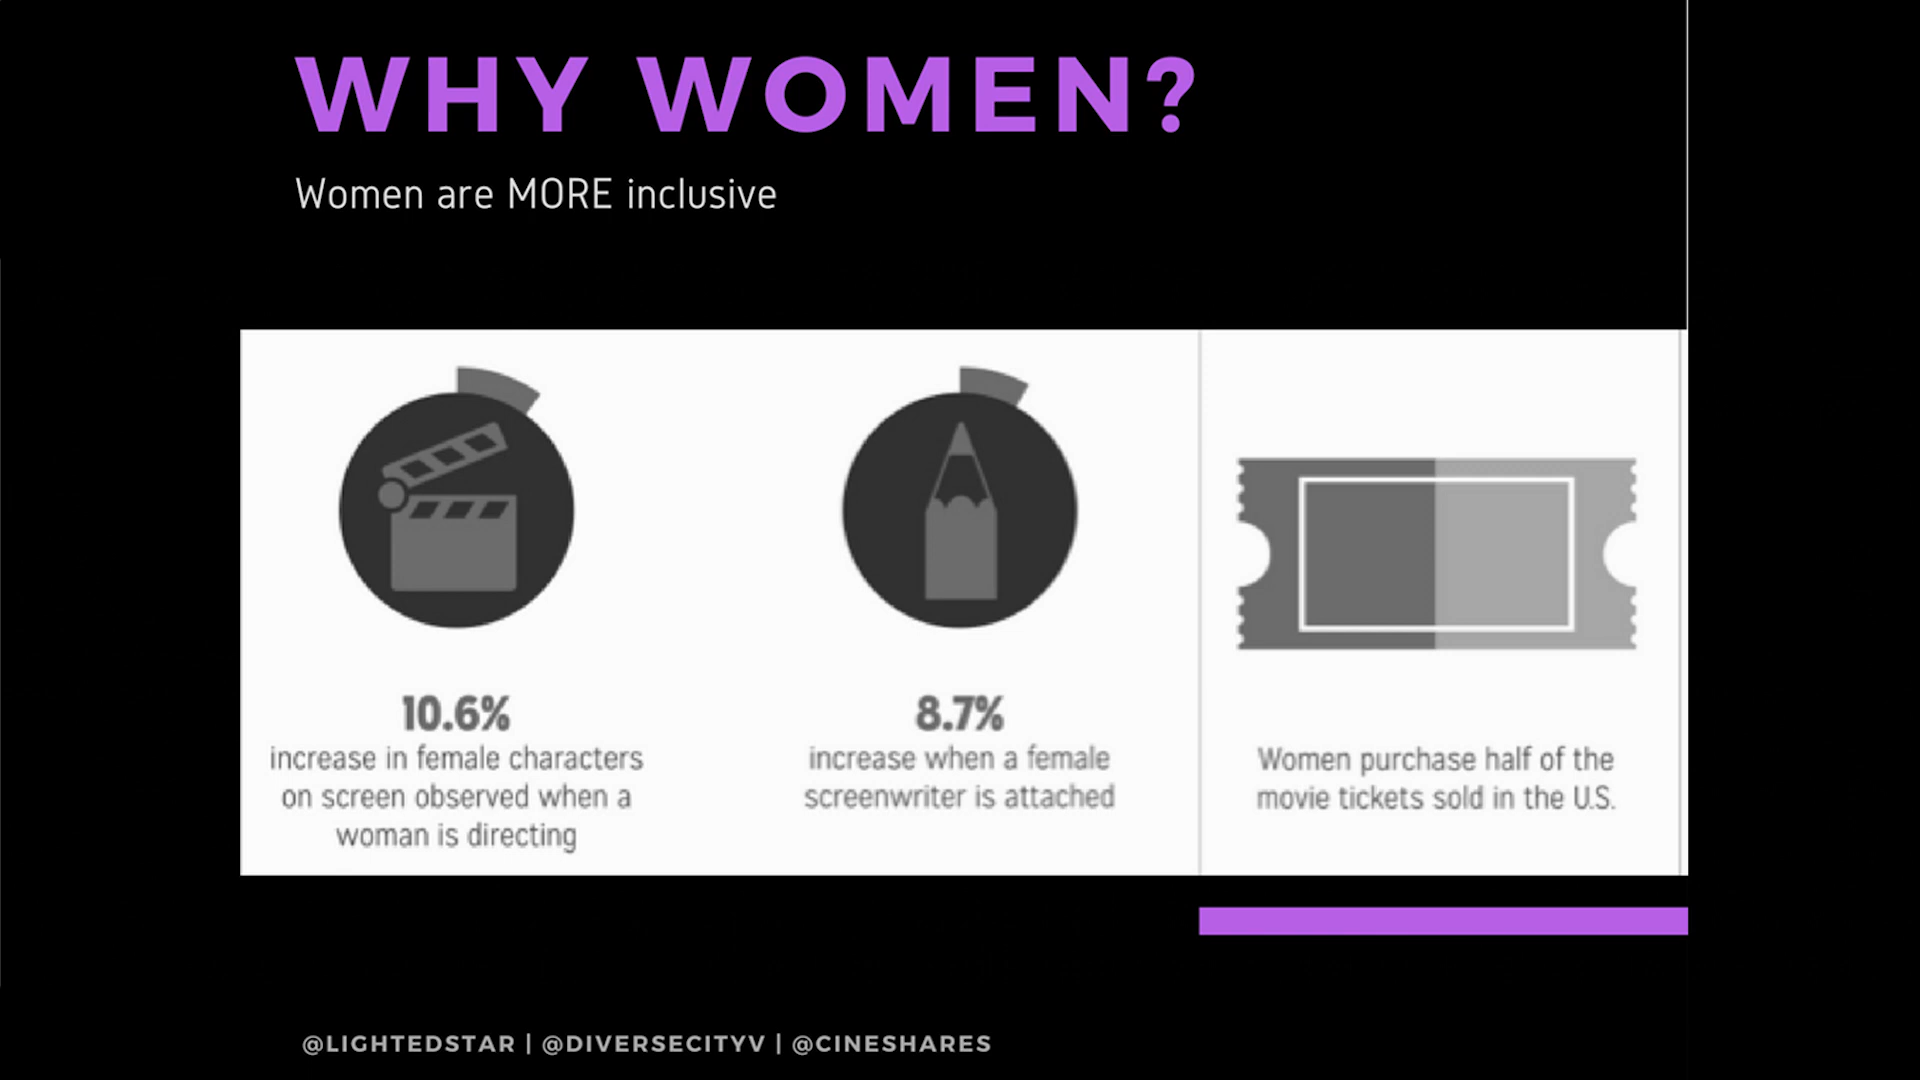 WHY WOMEN?
Women are MORE inclusive
10.6%
increase in female characters
on screen observed when a
woman is directing
8.7%
increase when a female
screenwriter is attached
Women purchase half of the
movie tickets sold in the U.S.
@LIGHTEDSTAR | @DIVERSECITYV | @CINESHARES